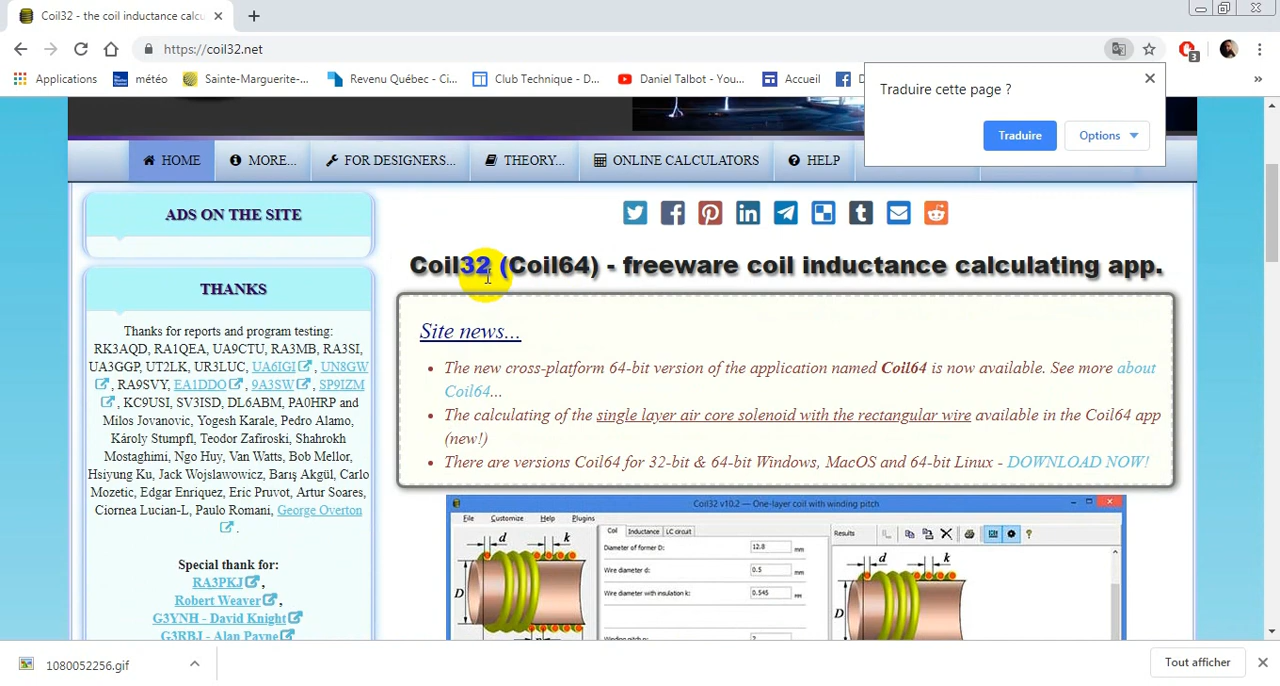 Coil32 - the coil inductance calcu
https://coil32.net
3
Applications
météo
Sainte-Marguerite-...
Revenu Québec - Ci...
Club Technique - D...
Daniel Talbot - You...
Accueil
»
Traduire cette page ?
Traduire
Options
HOME
MORE...
FOR DESIGNERS...
THEORY...
ONLINE CALCULATORS
HELP
ADS ON THE SITE
THANKS
Thanks for reports and program testing:
RK3AQD, RA1QEA, UA9CTU, RA3MB, RA3SI,
UA3GGP, UT2LK, UR3LUC, UA6IGI, UN8GW
, RA9SVY, EA1DDO, 9A3SW, SP9IZM
, KC9USI, SV3ISD, DL6ABM, PA0HRP and
Milos Jovanovic, Yogesh Karale, Pedro Alamo,
Károly Stumpfl, Teodor Zafiroski, Shahrokh
Mostaghimi, Ngo Huy, Van Watts, Bob Mellor,
Hsiyung Ku, Jack Wojslawowicz, Barış Akgül, Carlo
Mozetic, Edgar Enriquez, Eric Pruvot, Artur Soares,
Ciornea Lucian-L, Paulo Romani, George Overton
.
Special thank for:
RA3PKJ,
Robert Weaver,
G3YNH - David Knight
G3RBJ - Alan Payne
Coil32 (Coil64) - freeware coil inductance calculating app.
Site news...
• The new cross-platform 64-bit version of the application named Coil64 is now available. See more about
Coil64...
• The calculating of the single layer air core solenoid with the rectangular wire available in the Coil64 app
(new!)
• There are versions Coil64 for 32-bit & 64-bit Windows, MacOS and 64-bit Linux - DOWNLOAD NOW!
Coil32 v10.2 — One-layer coil with winding pitch
File Customize Help Plugins
Coil Inductance LC circuit
Results
Diameter of former D: 12.8 mm
Wire diameter d: 0.5 mm
Wire diameter with insulation k: 0.545 mm
d k
D
d k
D
1080052256.gif
Tout afficher